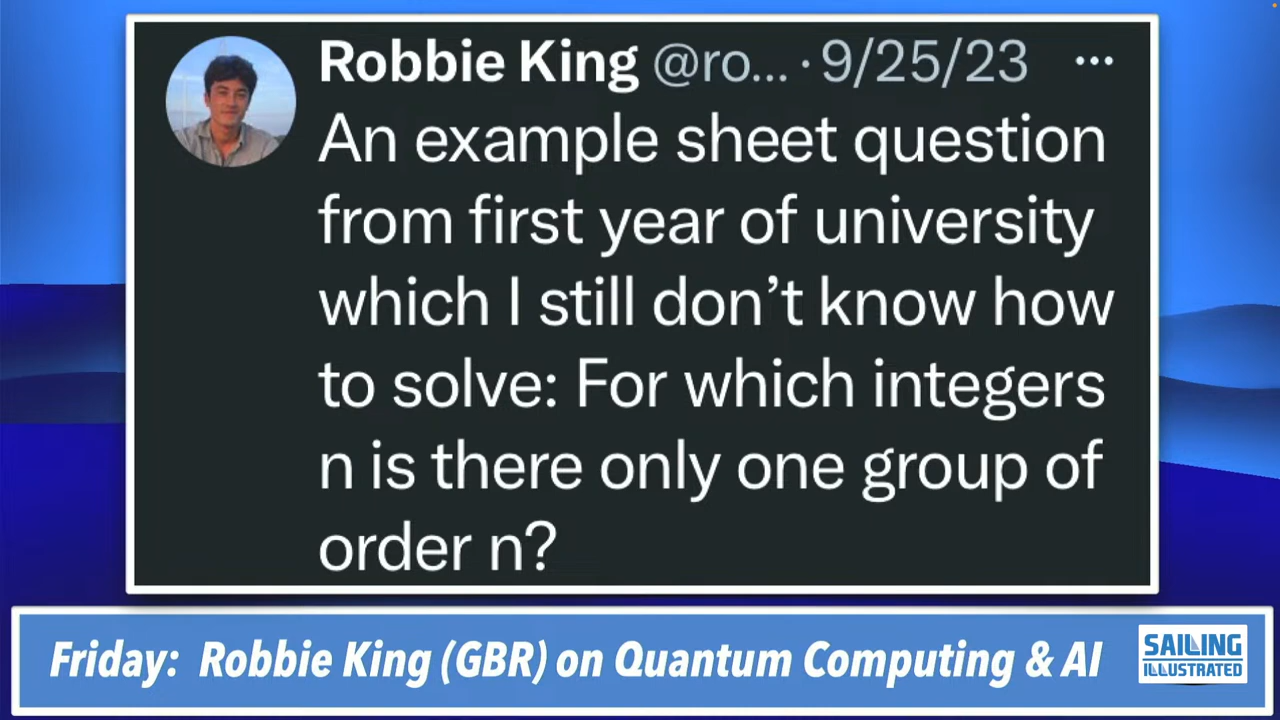 Robbie King @ro... · 9/25/23 ...
An example sheet question
from first year of university
which I still don’t know how
to solve: For which integers
n is there only one group of
order n?
Friday: Robbie King (GBR) on Quantum Computing & AI
SAILING
ILLUSTRATED